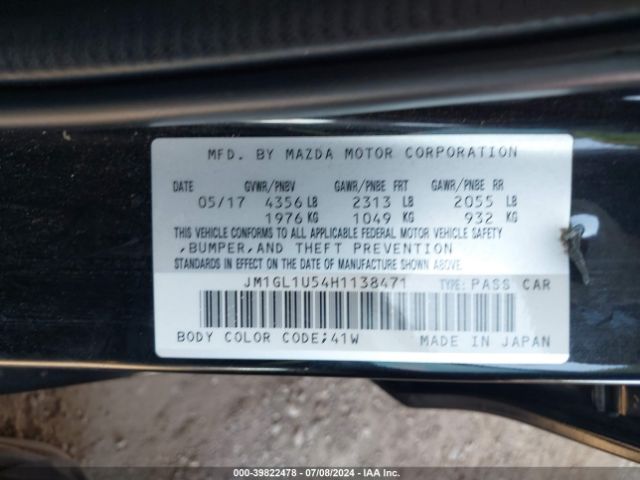 MFD. BY MAZDA MOTOR CORPORATION
DATE GVWR/PNBV GAWR/PNBE FRT GAWR/PNBE RR
05/17 4356 LB 2313 LB 2055 LB
1976 KG 1049 KG 932 KG
THIS VEHICLE CONFORMS TO ALL APPLICABLE FEDERAL MOTOR VEHICLE SAFETY
,BUMPER,AND THEFT PREVENTION
STANDARDS IN EFFECT ON THE DATE OF MANUFACTURE SHOWN ABOVE.
JM1GL1U54H1138471 TYPE: PASS CAR
BODY COLOR CODE;41W MADE IN JAPAN
000-39822478 - 07/08/2024 - IAA Inc.